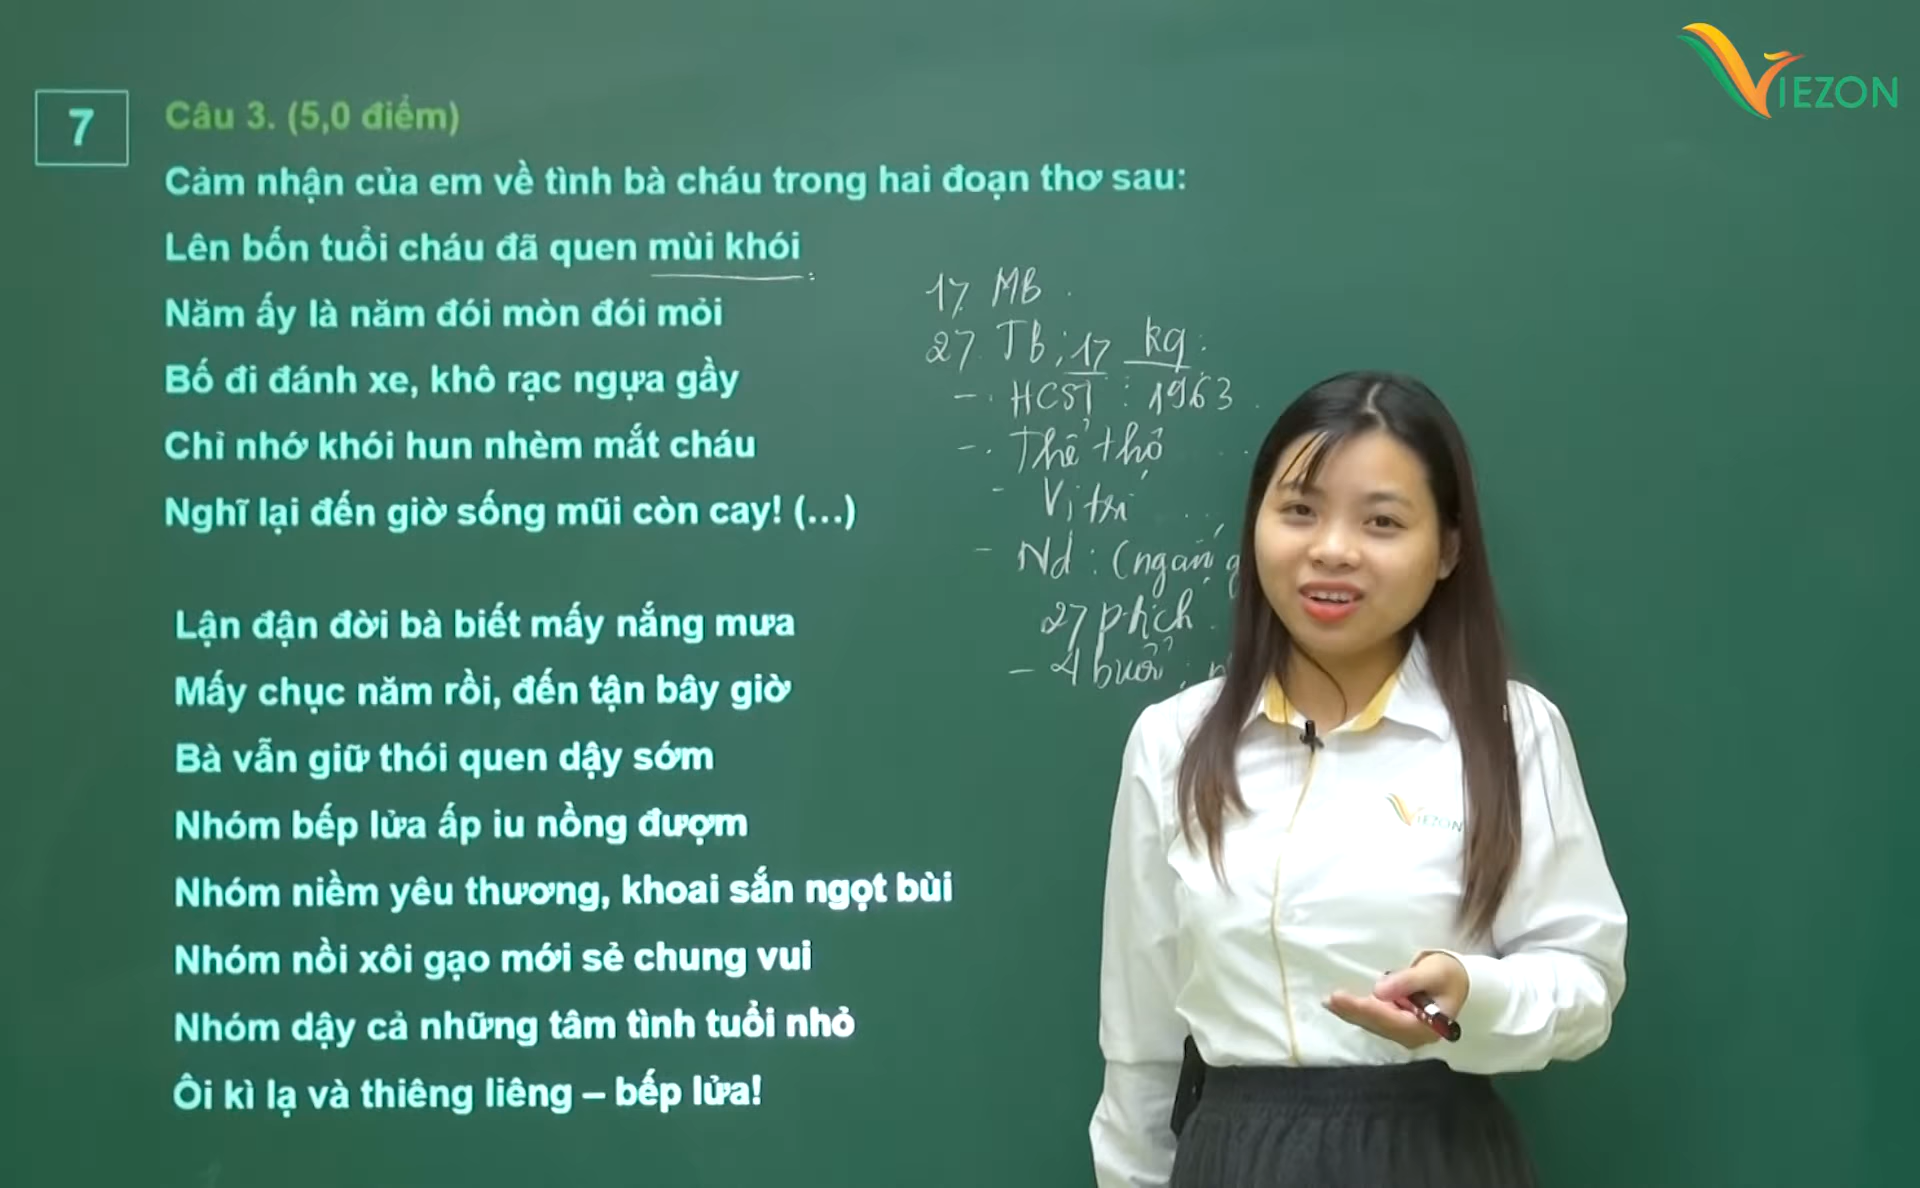 VIEZON
7
Câu 3. (5,0 điểm)
Cảm nhận của em về tình bà cháu trong hai đoạn thơ sau:
Lên bốn tuổi cháu đã quen mùi khói
Năm ấy là năm đói mòn đói mỏi
Bố đi đánh xe, khô rạc ngựa gầy
Chỉ nhớ khói hun nhèm mắt cháu
Nghĩ lại đến giờ sống mũi còn cay! (...)
Lận đận đời bà biết mấy nắng mưa
Mấy chục năm rồi, đến tận bây giờ
Bà vẫn giữ thói quen dậy sớm
Nhóm bếp lửa ấp iu nồng đượm
Nhóm niềm yêu thương, khoai sắn ngọt bùi
Nhóm nồi xôi gạo mới sẻ chung vui
Nhóm dậy cả những tâm tình tuổi nhỏ
Ôi kì lạ và thiêng liêng – bếp lửa!
1, MB
2, TB: 1, kq:
- HCST: 1963
- Thể thơ
- Vị trí
- Nd: (ngắn g
2, phích
- 4 buổi:
VIEZON